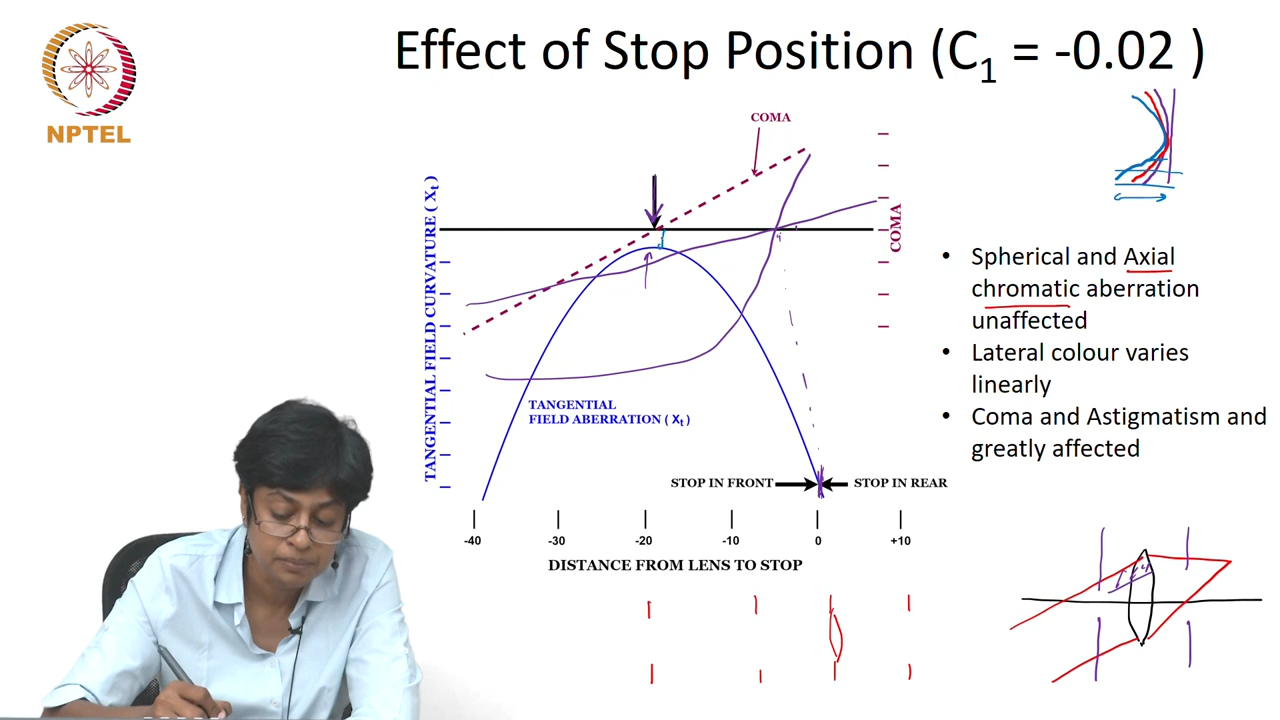 Effect of Stop Position (C1 = -0.02 )
NPTEL
COMA
TANGENTIAL FIELD CURVATURE ( Xt )
COMA
TANGENTIAL
FIELD ABERRATION ( Xt )
STOP IN FRONT
STOP IN REAR
-40
-30
-20
-10
0
+10
DISTANCE FROM LENS TO STOP
• Spherical and Axial
chromatic aberration
unaffected
• Lateral colour varies
linearly
• Coma and Astigmatism and
greatly affected